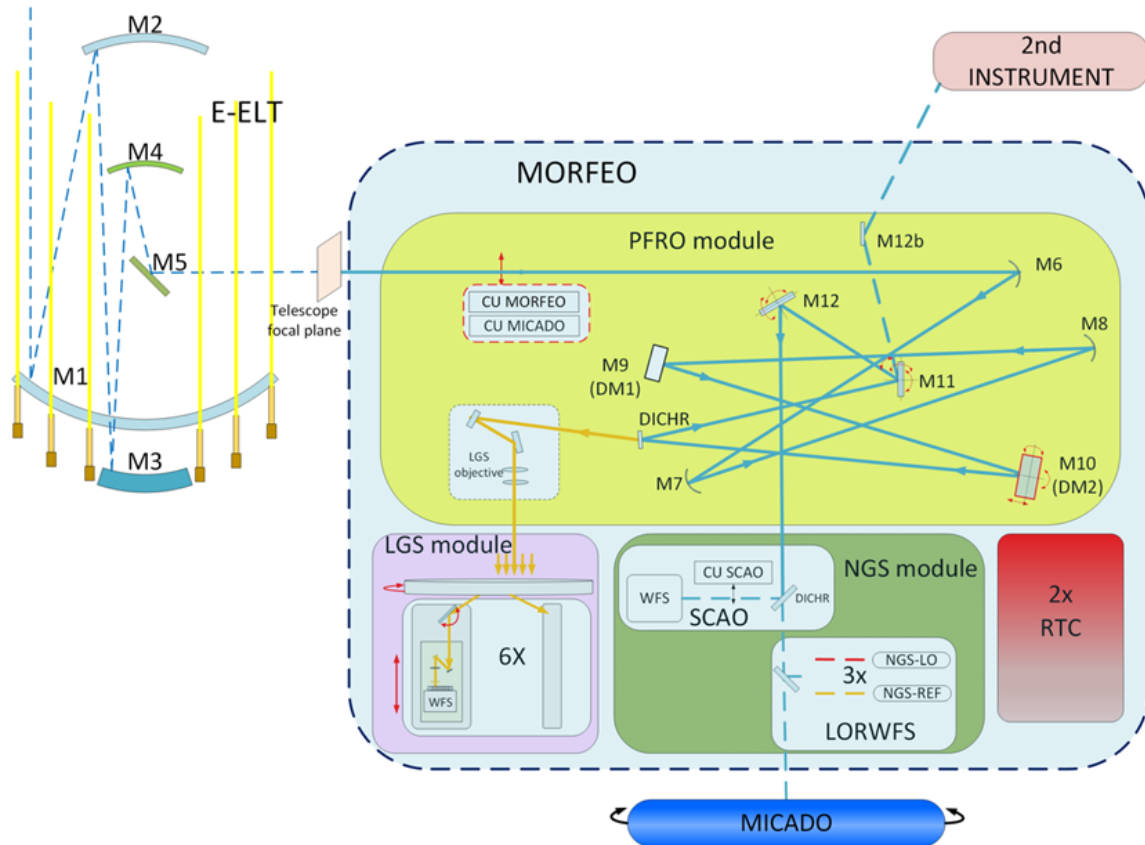 M2
E-ELT
M4
M5
Telescope
focal plane
M1
M3
2nd
INSTRUMENT
MORFEO
PFRO module
M12b
M6
CU MORFEO
CU MICADO
M12
M8
M9
(DM1)
M11
DICHR
LGS
objective
M7
M10
(DM2)
LGS module
6X
WFS
NGS module
CU SCAO
WFS
DICHR
SCAO
NGS-LO
3x
NGS-REF
LORWFS
2x
RTC
MICADO